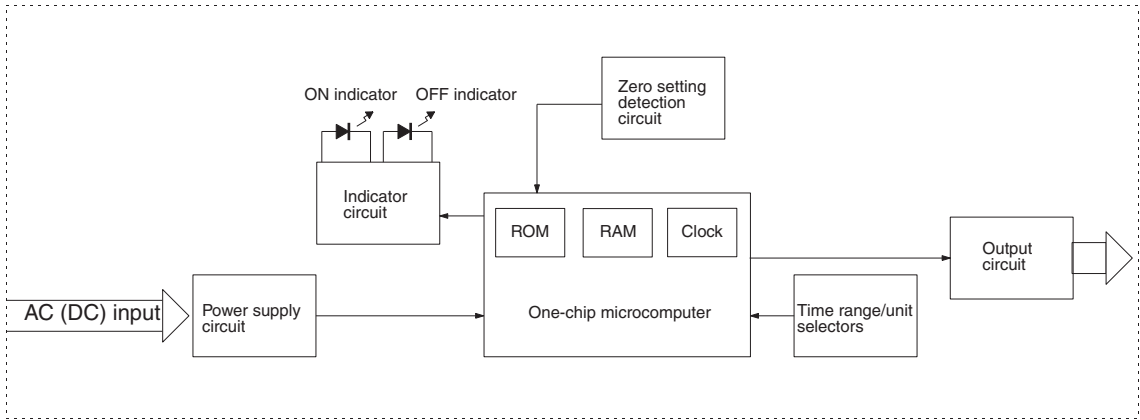 ON indicator
OFF indicator
Zero setting
detection
circuit
Indicator
circuit
ROM
RAM
Clock
Output
circuit
AC (DC) input
Power supply
circuit
One-chip microcomputer
Time range/unit
selectors